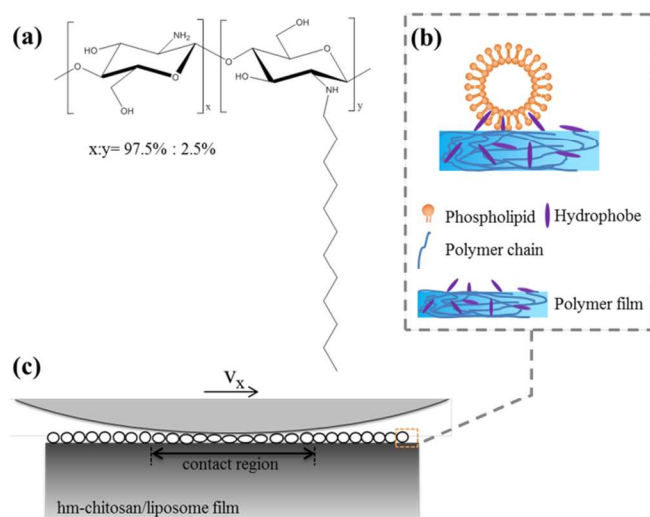 (a)
NH₂
HO
O
O
O
OH
x
OH
O
O
HO
NH
y
x:y= 97.5% : 2.5%
(b)
Phospholipid
Hydrophobe
Polymer chain
Polymer film
(c)
Vₓ
contact region
hm-chitosan/liposome film